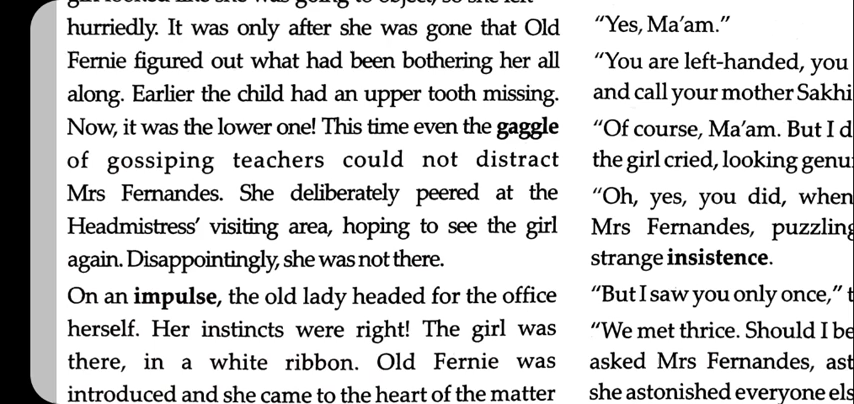 hurriedly. It was only after she was gone that Old
Fernie figured out what had been bothering her all
along. Earlier the child had an upper tooth missing.
Now, it was the lower one! This time even the gaggle
of gossiping teachers could not distract
Mrs Fernandes. She deliberately peered at the
Headmistress’ visiting area, hoping to see the girl
again. Disappointingly, she was not there.
On an impulse, the old lady headed for the office
herself. Her instincts were right! The girl was
there, in a white ribbon. Old Fernie was
introduced and she came to the heart of the matter
“Yes, Ma’am.”
“You are left-handed, you
and call your mother Sakhi
“Of course, Ma’am. But I d
the girl cried, looking genu
“Oh, yes, you did, when
Mrs Fernandes, puzzling
strange insistence.
“But I saw you only once,” t
“We met thrice. Should I be
asked Mrs Fernandes, ast
she astonished everyone els